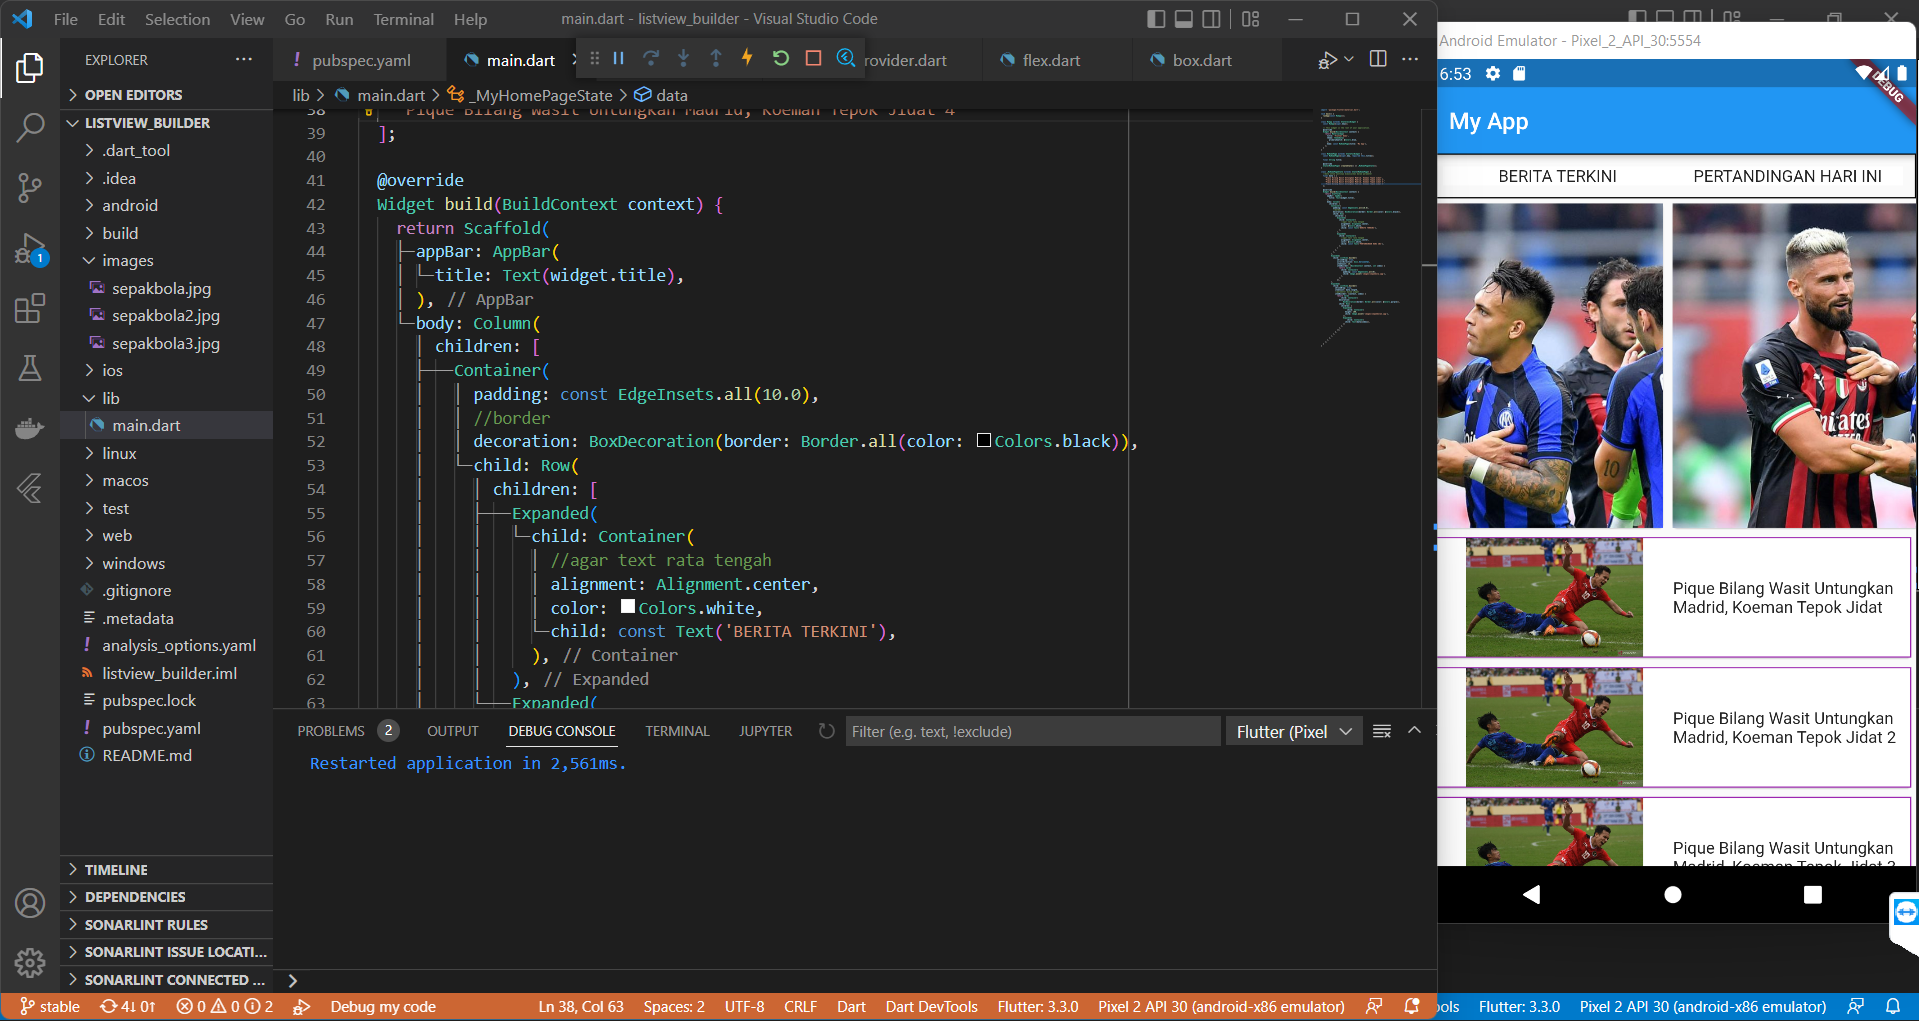 File Edit Selection View Go Run Terminal Help
main.dart - listview_builder - Visual Studio Code
EXPLORER
OPEN EDITORS
LISTVIEW_BUILDER
.dart_tool
.idea
android
build
images
sepakbola.jpg
sepakbola2.jpg
sepakbola3.jpg
ios
lib
main.dart
linux
macos
test
web
windows
.gitignore
.metadata
analysis_options.yaml
listview_builder.iml
pubspec.lock
pubspec.yaml
README.md
TIMELINE
DEPENDENCIES
SONARLINT RULES
SONARLINT ISSUE LOCATI...
SONARLINT CONNECTED ...
1
pubspec.yaml main.dart rovider.dart flex.dart box.dart
lib > main.dart > _MyHomePageState > data
38 Pique Bilang Wasit Untungkan Madrid, Koeman Tepok Jidat 4
39 ];
40
41 @override
42 Widget build(BuildContext context) {
43 return Scaffold(
44 appBar: AppBar(
45 title: Text(widget.title),
46 ), // AppBar
47 body: Column(
48 children: [
49 Container(
50 padding: const EdgeInsets.all(10.0),
51 //border
52 decoration: BoxDecoration(border: Border.all(color: Colors.black)),
53 child: Row(
54 children: [
55 Expanded(
56 child: Container(
57 //agar text rata tengah
58 alignment: Alignment.center,
59 color: Colors.white,
60 child: const Text('BERITA TERKINI'),
61 ), // Container
62 ), // Expanded
63 Expanded(
PROBLEMS 2 OUTPUT DEBUG CONSOLE TERMINAL JUPYTER Filter (e.g. text, !exclude) Flutter (Pixel
Restarted application in 2,561ms.
stable 4↓ 0↑ 0 0 2 Debug my code Ln 38, Col 63 Spaces: 2 UTF-8 CRLF Dart Dart DevTools Flutter: 3.3.0 Pixel 2 API 30 (android-x86 emulator)
ols Flutter: 3.3.0 Pixel 2 API 30 (android-x86 emulator)
Android Emulator - Pixel_2_API_30:5554
6:53
DEBUG
My App
BERITA TERKINI PERTANDINGAN HARI INI
10
Emirates
Pique Bilang Wasit Untungkan
Madrid, Koeman Tepok Jidat
Pique Bilang Wasit Untungkan
Madrid, Koeman Tepok Jidat 2
Pique Bilang Wasit Untungkan
Madrid, Koeman Tepok Jidat 3